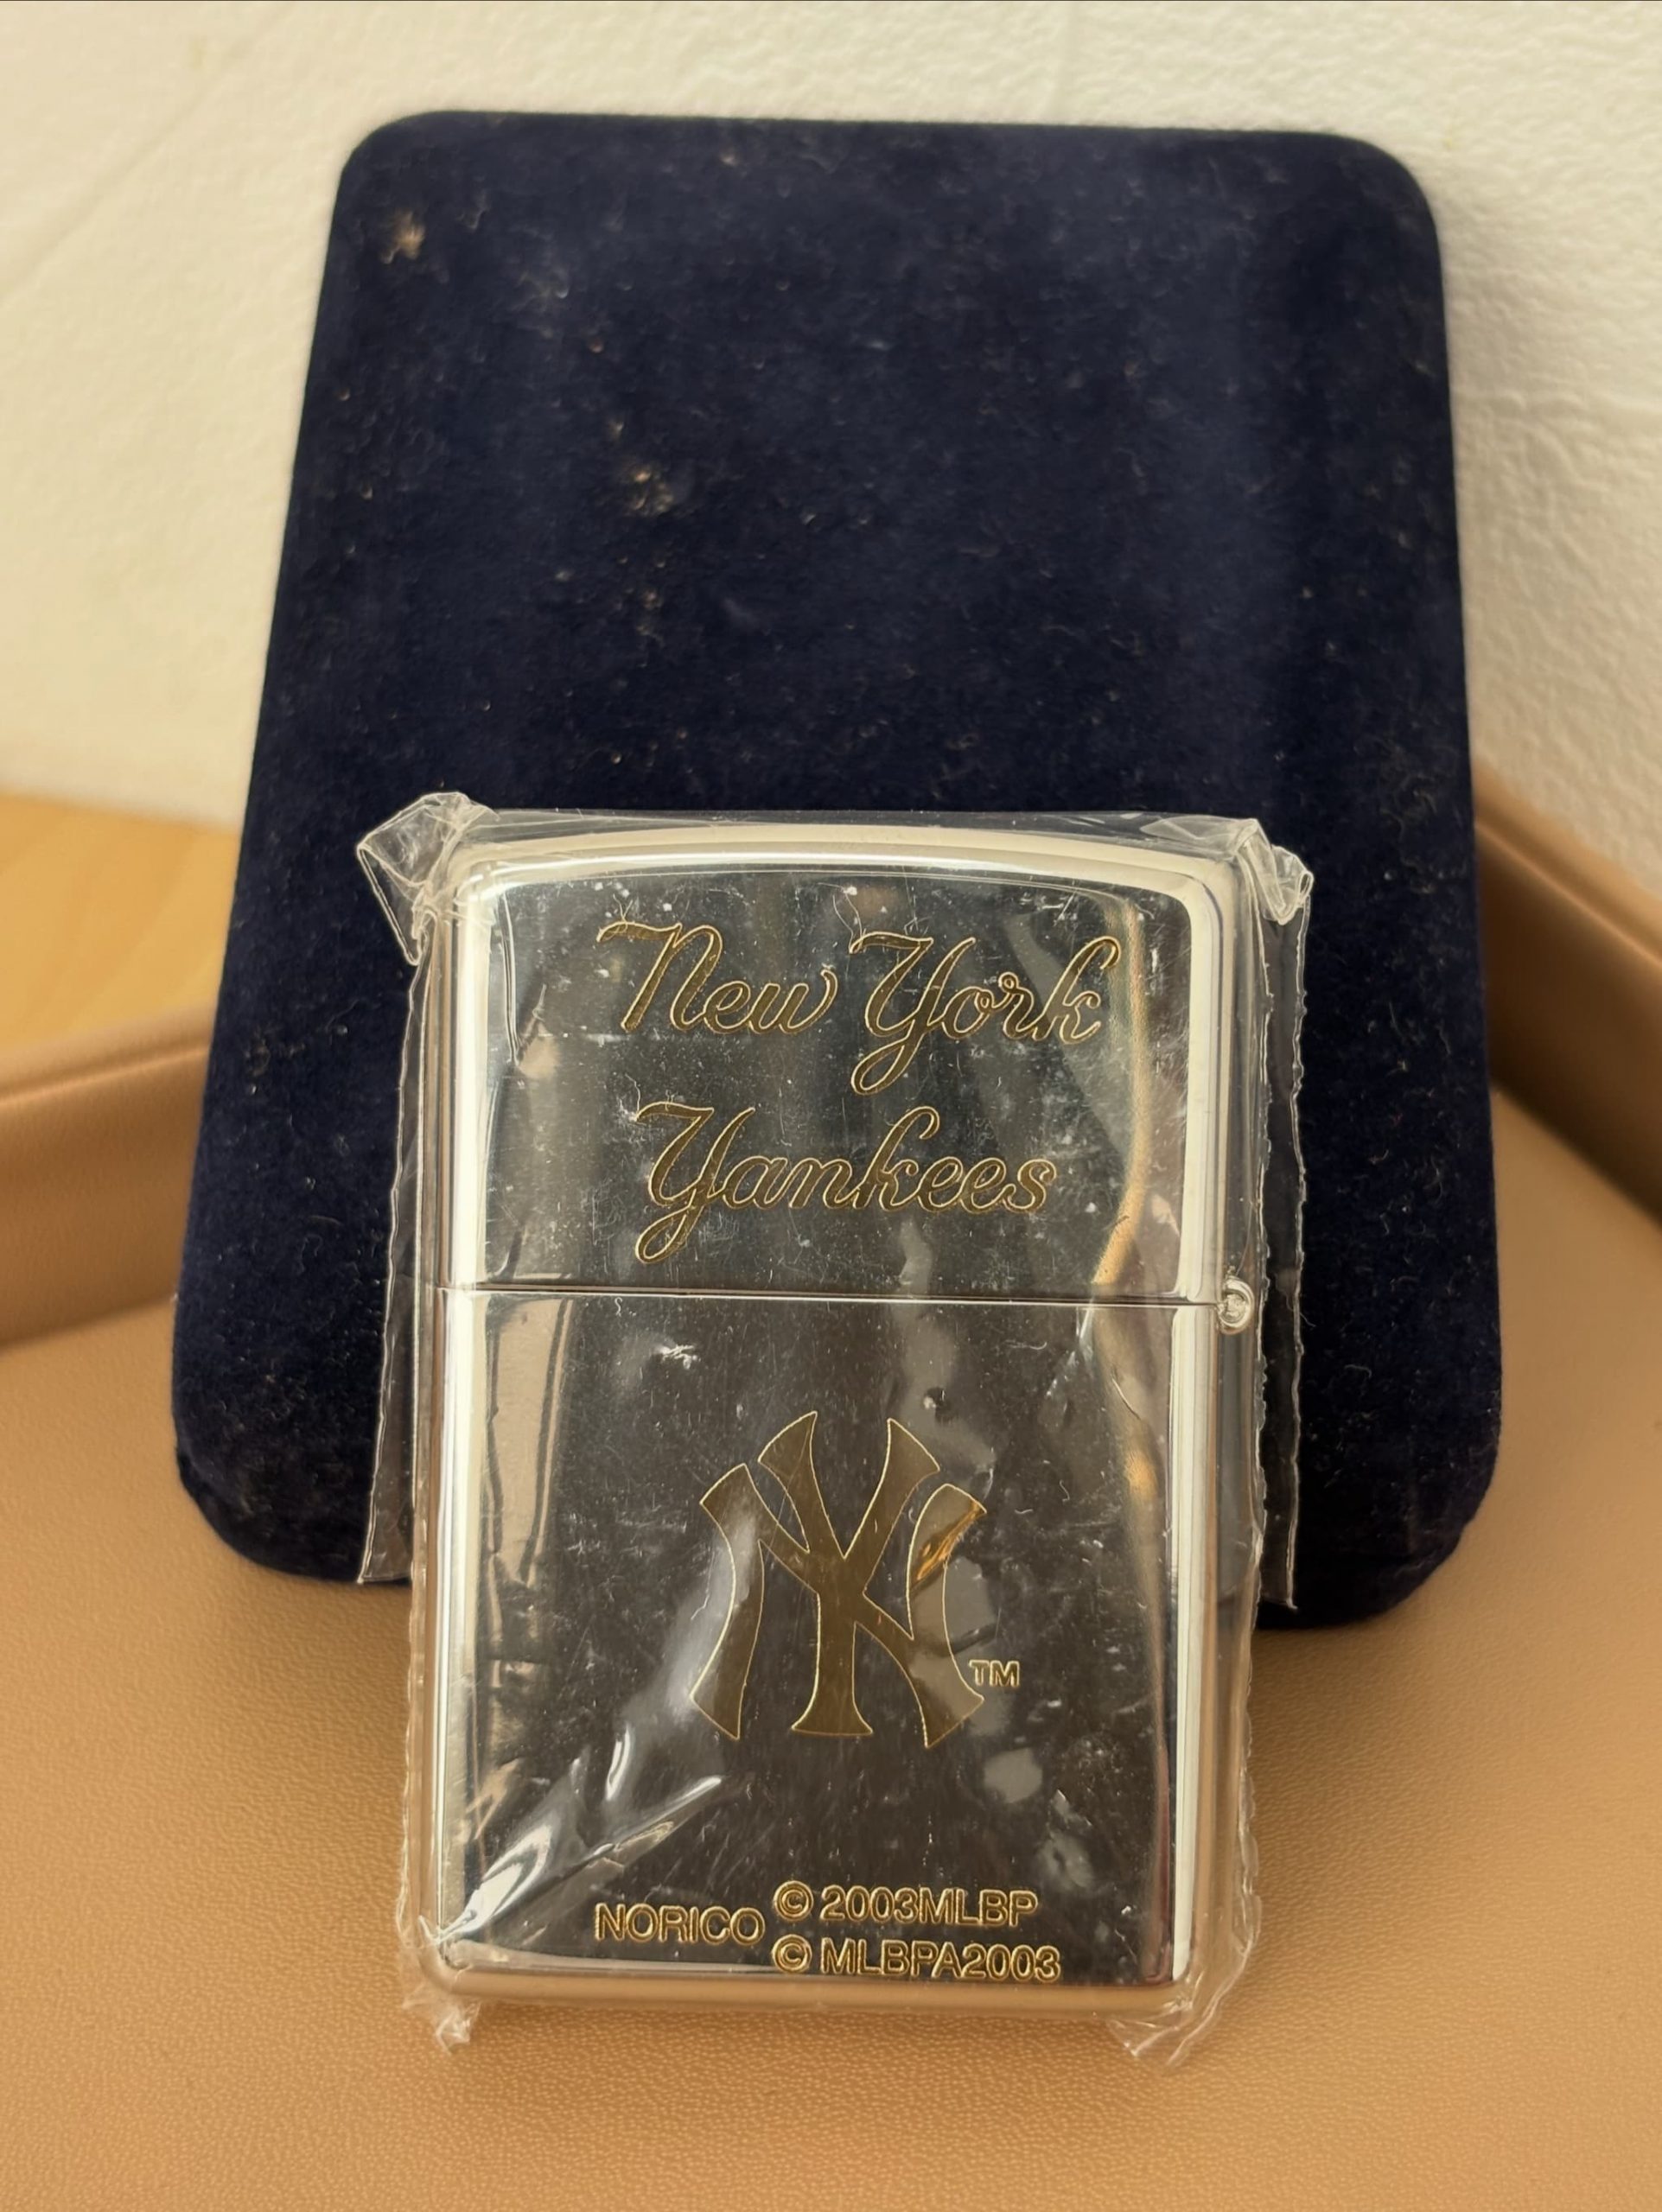 New York
Yankees
NY
TM
NORICO © 2003MLBP
© MLBPA2003